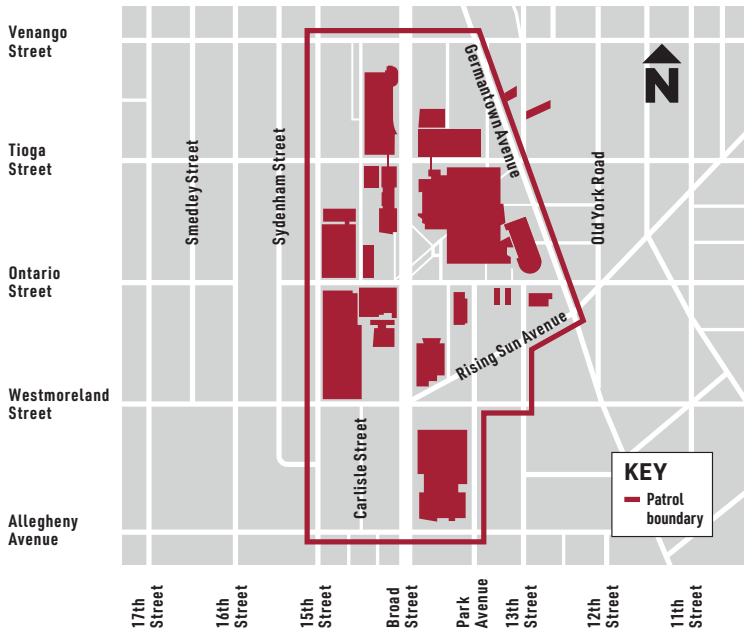 Venango
Street
Germantown Avenue
N
Tioga
Street
Smedley Street
Sydenham Street
Old York Road
Ontario
Street
Rising Sun Avenue
Westmoreland
Street
Carlisle Street
KEY
Patrol
boundary
Allegheny
Avenue
17th
Street
16th
Street
15th
Street
Broad
Street
Park
Avenue
13th
Street
12th
Street
11th
Street